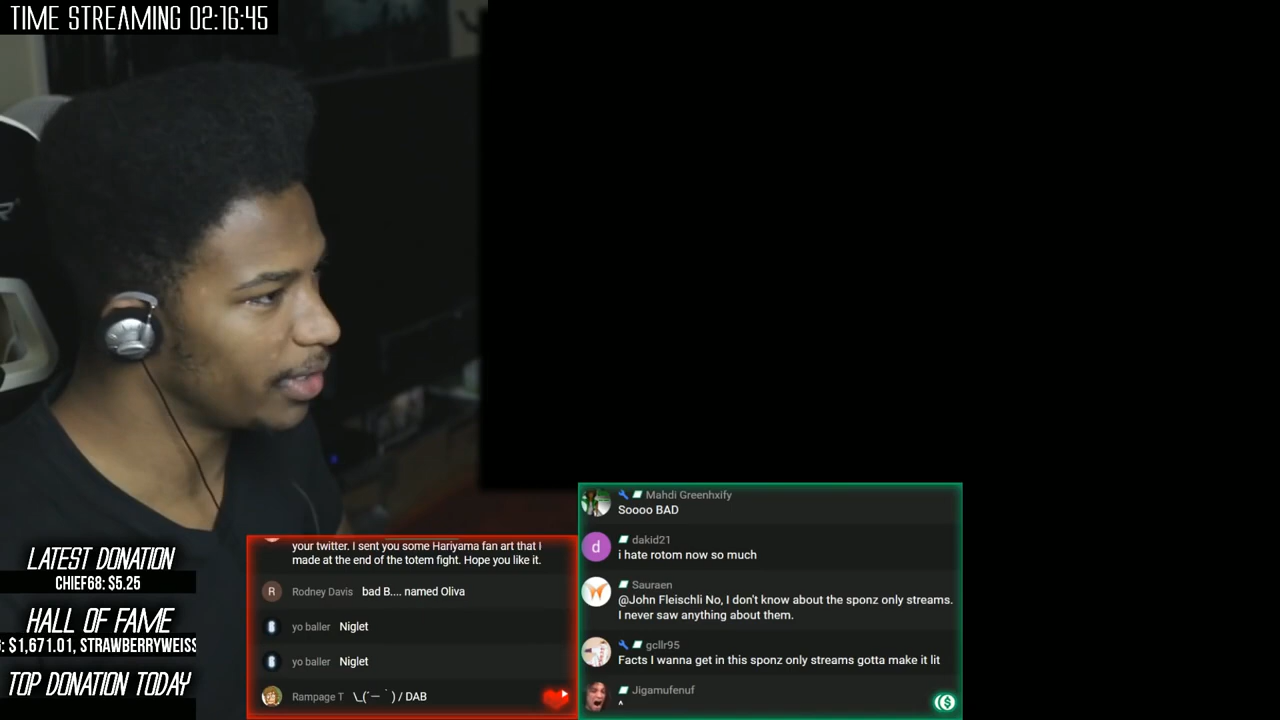 TIME STREAMING 02:16:45
LATEST DONATION
CHIEF68: $5.25
HALL OF FAME
: $1,671.01, STRAWBERRYWEISS
TOP DONATION TODAY
your twitter. I sent you some Hariyama fan art that I
made at the end of the totem fight. Hope you like it.
R Rodney Davis bad B.... named Oliva
yo baller Niglet
yo baller Niglet
Rampage T \_(´ー｀) / DAB
Mahdi Greenhxify
Soooo BAD
d dakid21
i hate rotom now so much
Sauraen
@John Fleischli No, I don't know about the sponz only streams.
I never saw anything about them.
gcllr95
Facts I wanna get in this sponz only streams gotta make it lit
Jigamufenuf
^